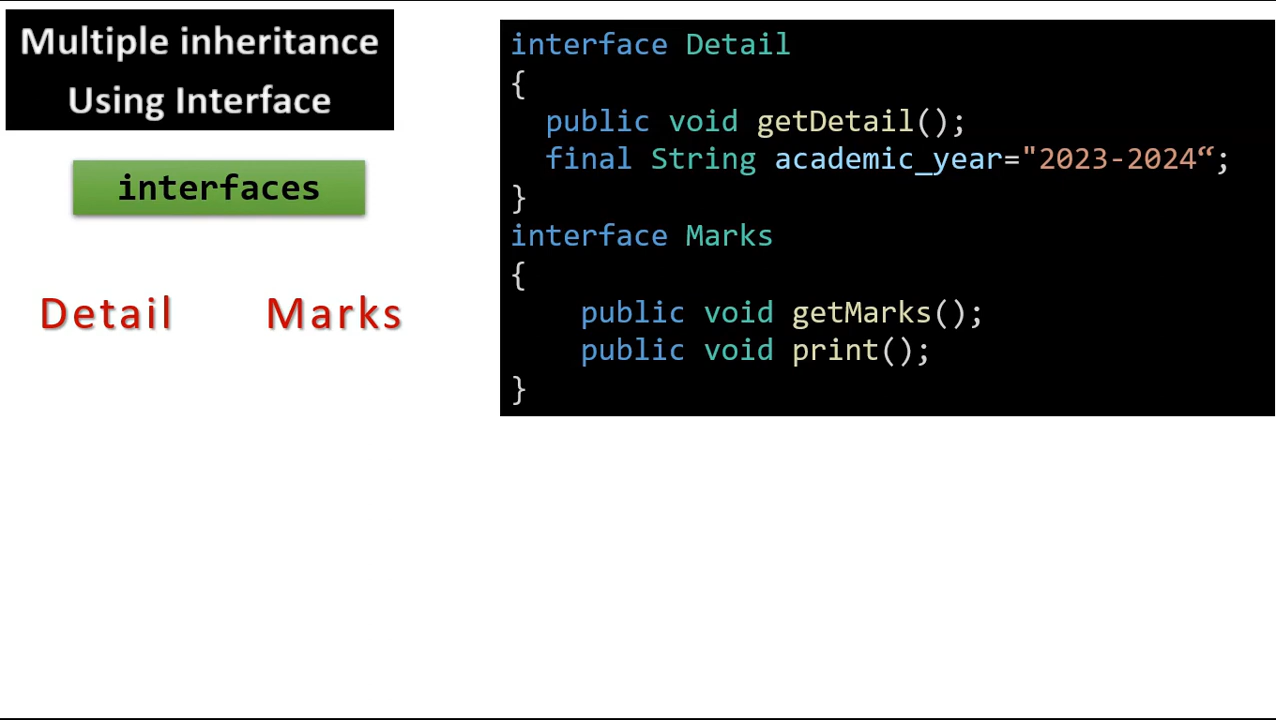 Multiple inheritance
Using Interface
interfaces
Detail Marks
interface Detail
{
public void getDetail();
final String academic_year="2023-2024“;
}
interface Marks
{
public void getMarks();
public void print();
}